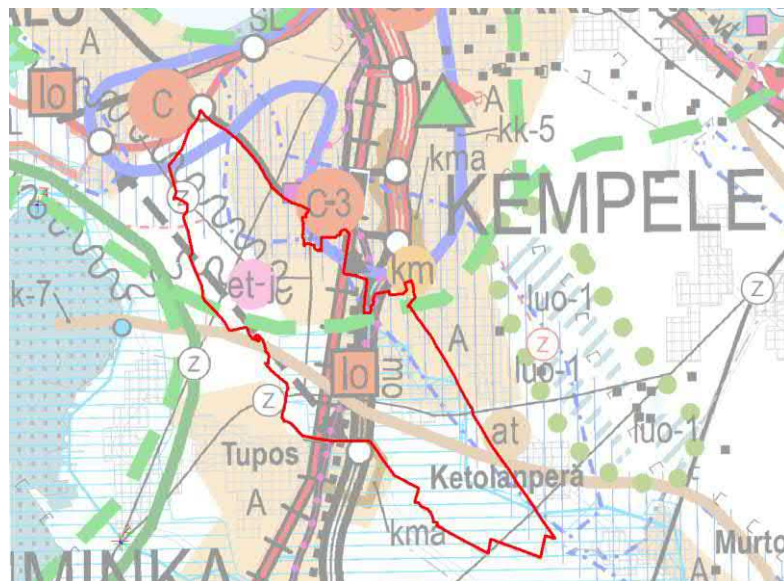 SL
A
lo
C
A
kk-5
kma
C-3
KEMPELE
km
et-j
k-7
luo-1
z
z
z
luo-1
A
lo
mo
z
z
at
luo-1
Tupos
Ketolanperä
A
kma
Murto
A
MINKA